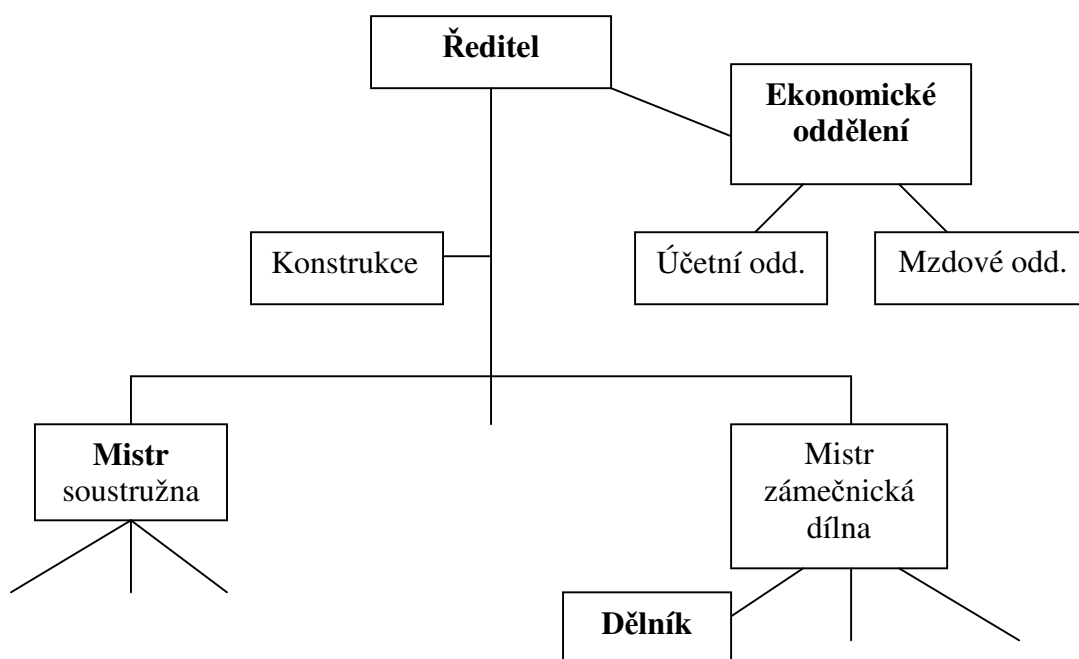 Ředitel
Ekonomické
oddělení
Konstrukce
Účetní odd.
Mzdové odd.
Mistr
soustružna
Mistr
zámečnická
dílna
Dělník